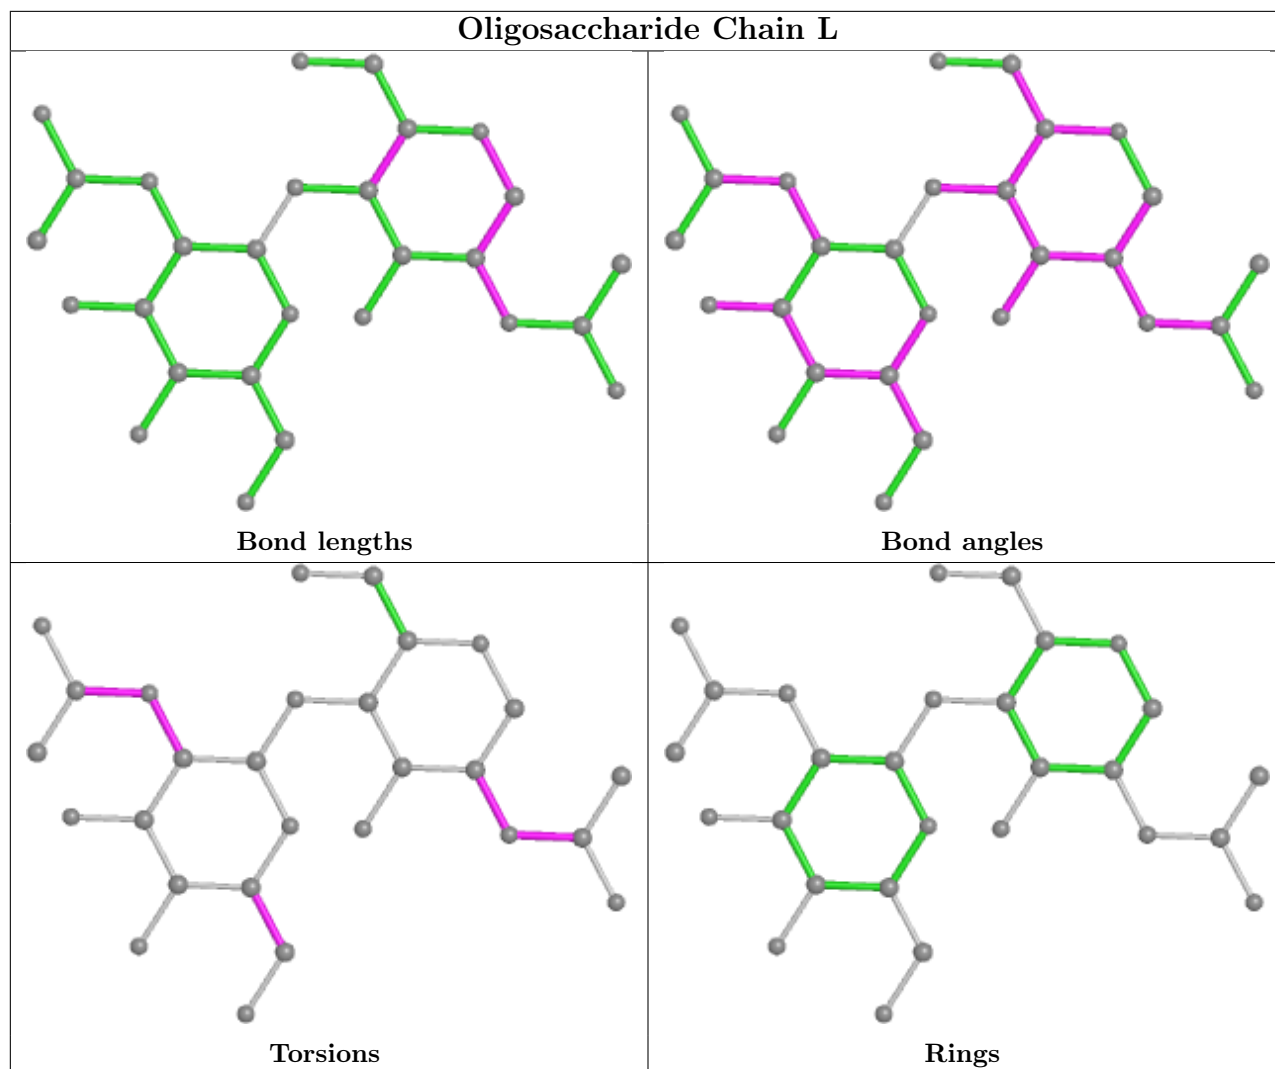 Oligosaccharide Chain L
Bond lengths
Bond angles
Torsions
Rings